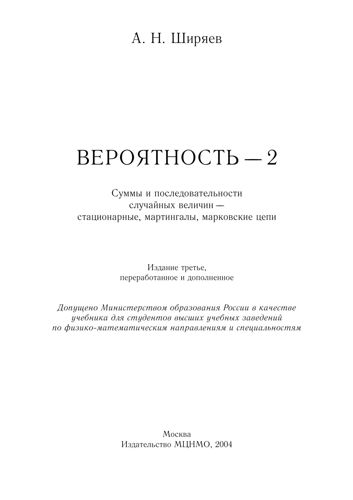 А. Н. Ширяев
ВЕРОЯТНОСТЬ — 2
Суммы и последовательности
случайных величин —
стационарные, мартингалы, марковские цепи
Издание третье,
переработанное и дополненное
Допущено Министерством образования России в качестве
учебника для студентов высших учебных заведений
по физико-математическим направлениям и специальностям
Москва
Издательство МЦНМО, 2004